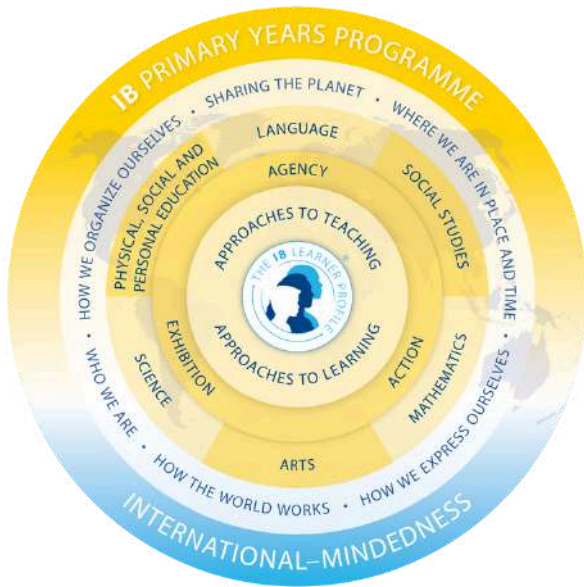 IB PRIMARY YEARS PROGRAMME
SHARING THE PLANET • WHERE WE ARE IN PLACE AND TIME • HOW WE EXPRESS OURSELVES • HOW THE WORLD WORKS • WHO WE ARE • HOW WE ORGANIZE OURSELVES •
LANGUAGE
SOCIAL STUDIES
MATHEMATICS
ARTS
SCIENCE
PHYSICAL, SOCIAL AND
PERSONAL EDUCATION
AGENCY
ACTION
EXHIBITION
APPROACHES TO TEACHING
THE IB LEARNER PROFILE
®
APPROACHES TO LEARNING
INTERNATIONAL–MINDEDNESS